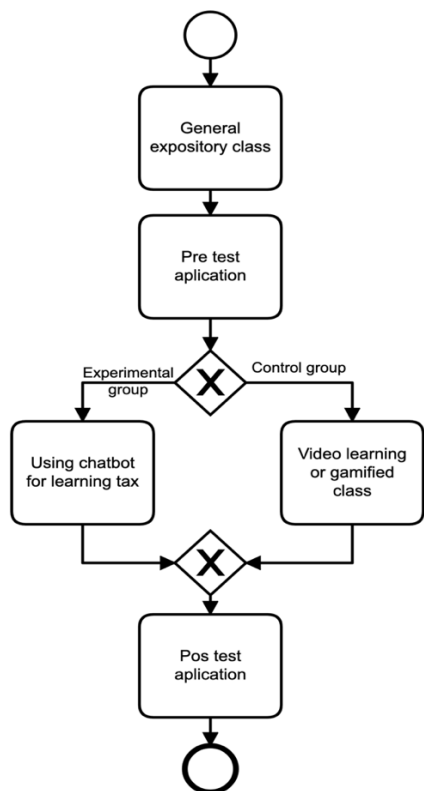 General
expository class
Pre test
aplication
Experimental
group
Control group
Using chatbot
for learning tax
Video learning
or gamified
class
Pos test
aplication